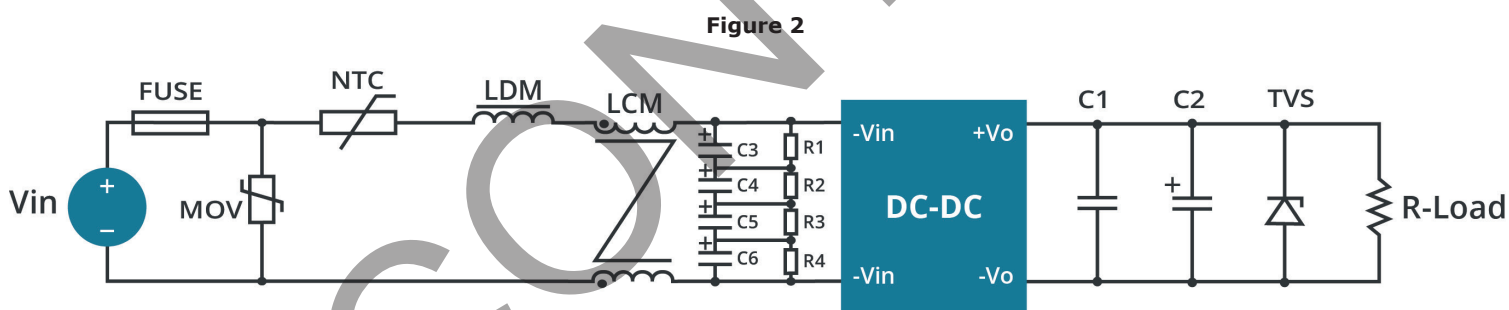 Figure 2
FUSE
NTC
LDM
LCM
C1
C2
TVS
-Vin
+Vo
+
C3
R1
+
C4
R2
Vin
+
−
MOV
DC-DC
+
R-Load
+
C5
R3
+
C6
R4
-Vin
-Vo